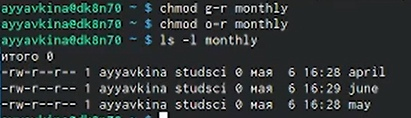 ayyavkina@dk8n70 ~ $ chmod g-r monthly
ayyavkina@dk8n70 ~ $ chmod o-r monthly
ayyavkina@dk8n70 ~ $ ls -l monthly
итого 0
-rw-r--r-- 1 ayyavkina studsci 0 мая  6 16:28 april
-rw-r--r-- 1 ayyavkina studsci 0 мая  6 16:29 june
-rw-r--r-- 1 ayyavkina studsci 0 мая  6 16:28 may